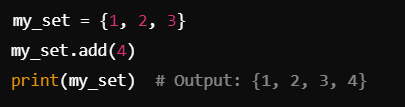 my_set = {1, 2, 3}
my_set.add(4)
print(my_set)  # Output: {1, 2, 3, 4}